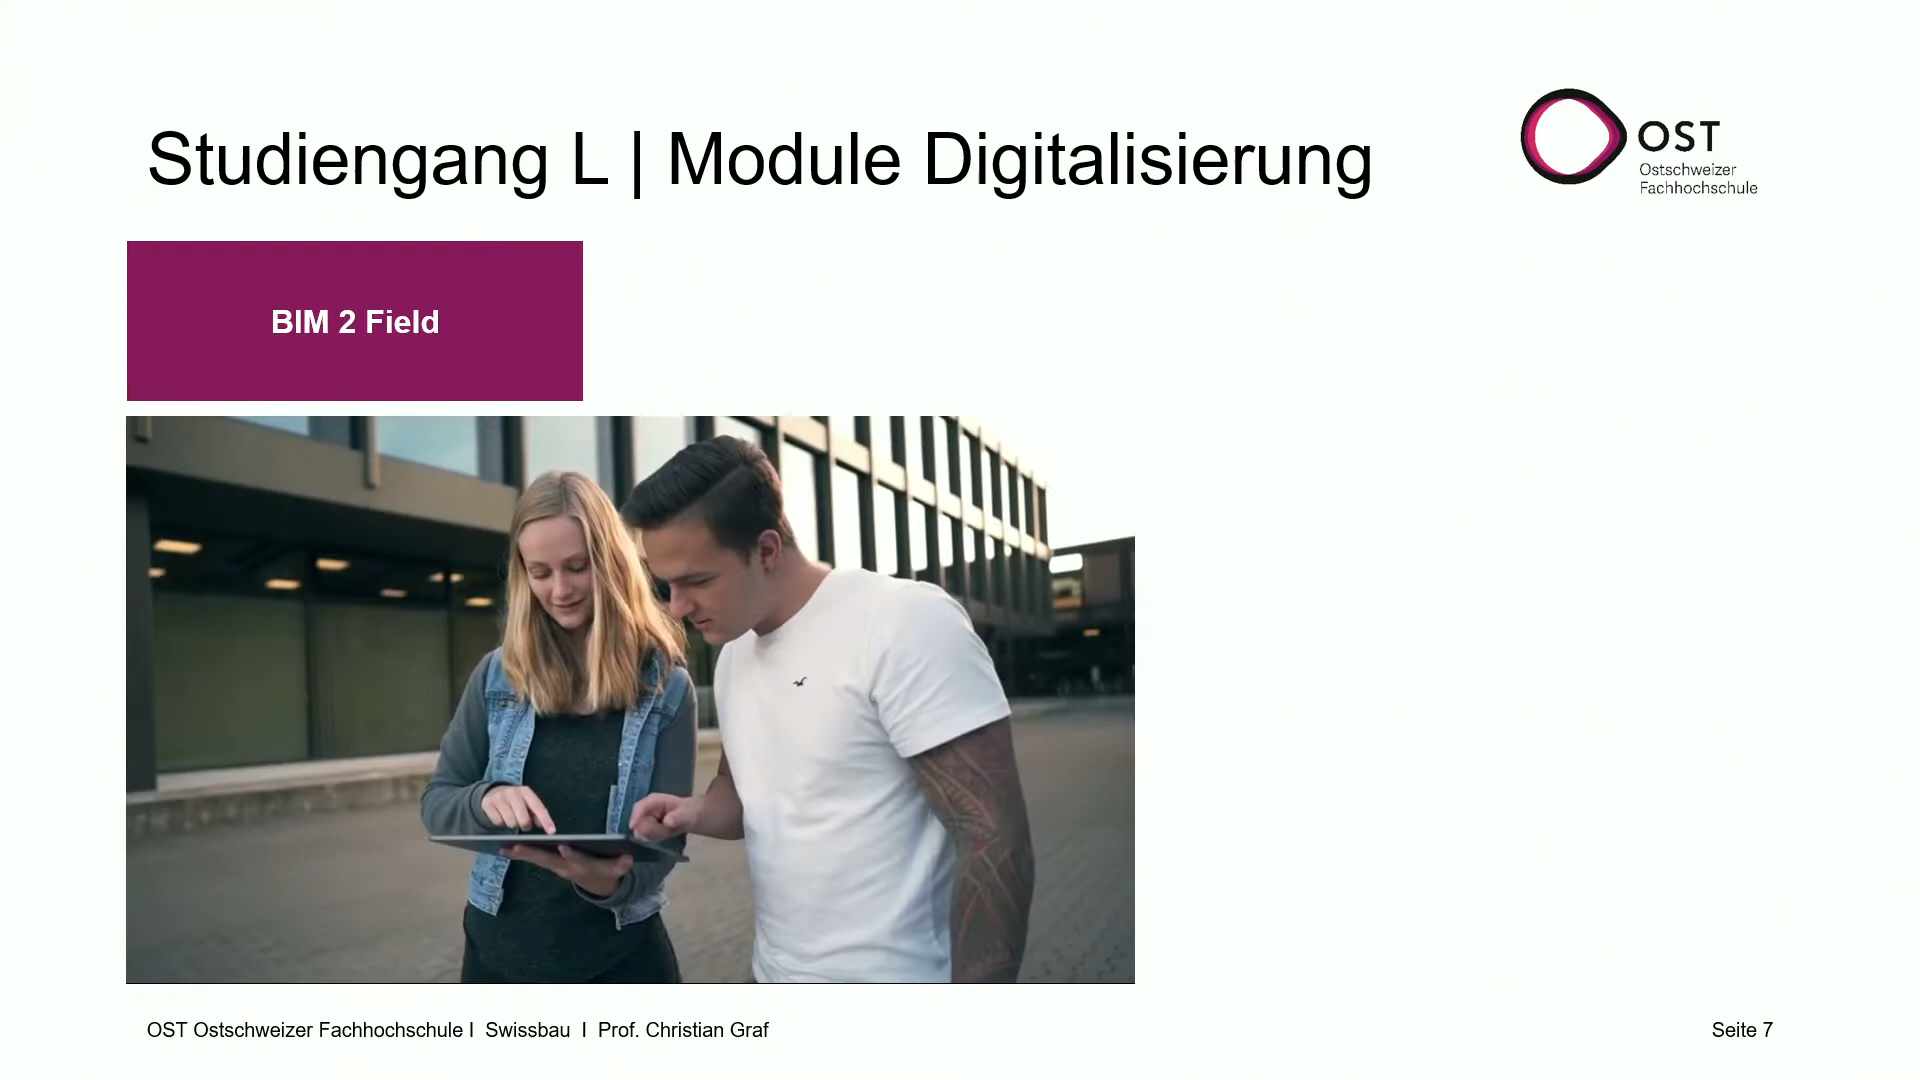 Studiengang L | Module Digitalisierung
OST
Ostschweizer
Fachhochschule
BIM 2 Field
OST Ostschweizer Fachhochschule I Swissbau I Prof. Christian Graf
Seite 7